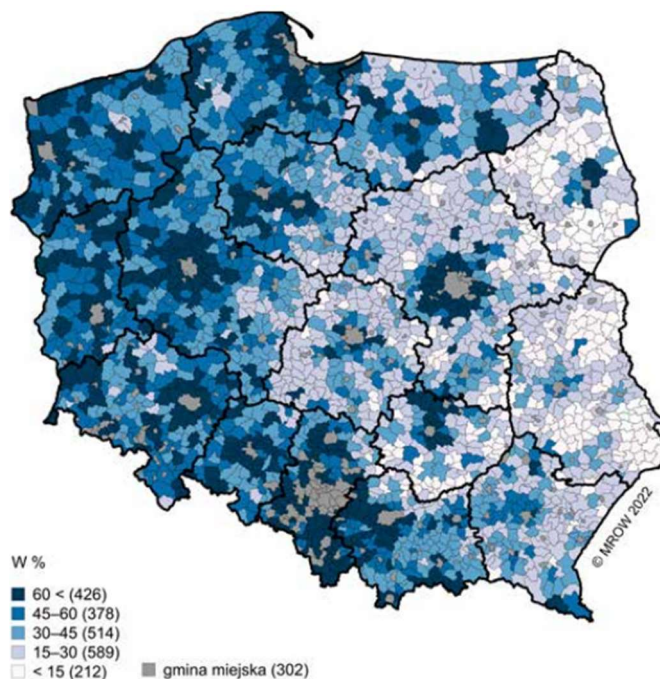 © MROW 2022
W %
60 < (426)
45–60 (378)
30–45 (514)
15–30 (589)
< 15 (212)
gmina miejska (302)